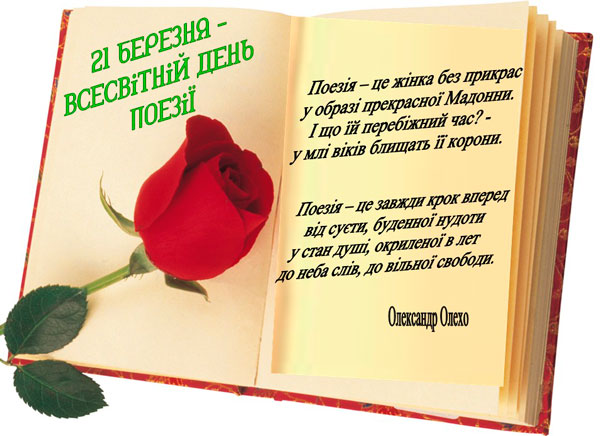 21 БЕРЕЗНЯ -
ВСЕСВІТНІЙ ДЕНЬ
ПОЕЗІЇ
Поезія – це жінка без прикрас
у образі прекрасної Мадонни.
І що їй перебіжний час? -
у млі віків блищать її корони.
Поезія – це завжди крок вперед
від суєти, буденної нудоти
у стан душі, окриленої в лет
до неба слів, до вільної свободи.
Олександр Олехо